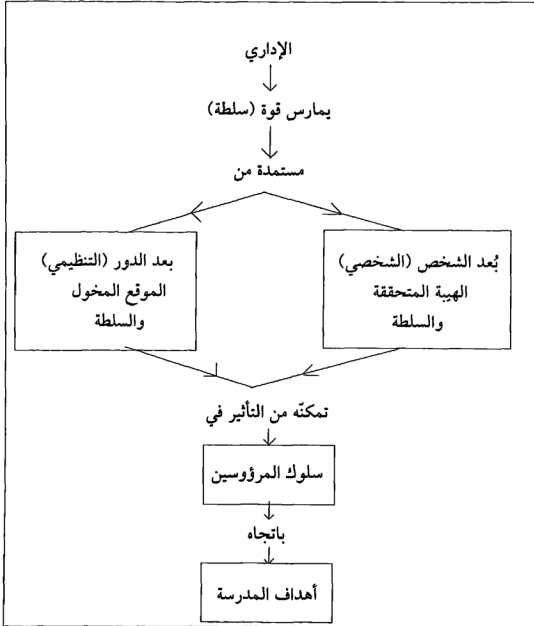 الإداري
يمارس قوة (سلطة)
مستمدة من
بُعد الشخص (الشخصي)
الهيبة المتحققة
والسلطة
بعد الدور (التنظيمي)
الموقع المخول
والسلطة
تمكنّه من التأثير في
سلوك المرؤوسين
باتجاه
أهداف المدرسة